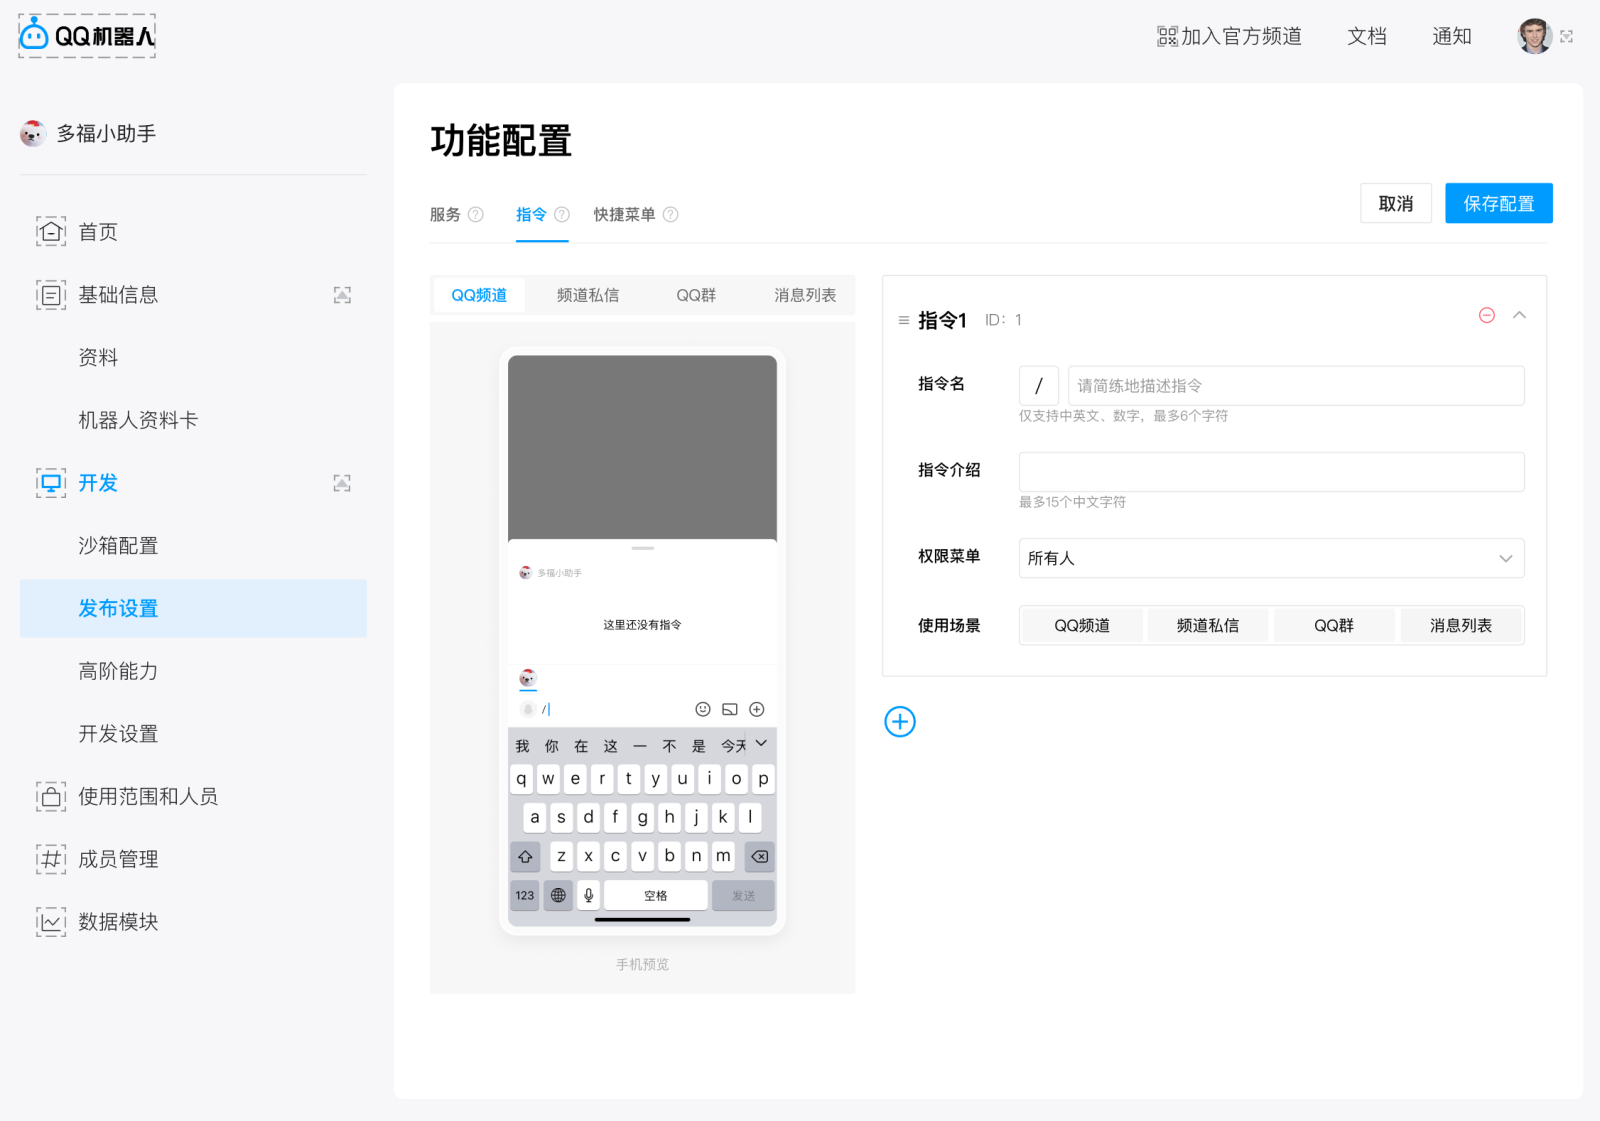 QQ机器人
加入官方频道 文档 通知
多福小助手
首页
基础信息
资料
机器人资料卡
开发
沙箱配置
发布设置
高阶能力
开发设置
使用范围和人员
成员管理
数据模块
功能配置
服务 ? 指令 ? 快捷菜单 ?
取消 保存配置
QQ频道 频道私信 QQ群 消息列表
多福小助手
这里还没有指令
/
我 你 在 这 一 不 是 今天
q w e r t y u i o p
a s d f g h j k l
z x c v b n m
123 空格 发送
手机预览
指令1 ID: 1
指令名 / 请简练地描述指令
仅支持中英文、数字，最多6个字符
指令介绍
最多15个中文字符
权限菜单 所有人
使用场景 QQ频道 频道私信 QQ群 消息列表